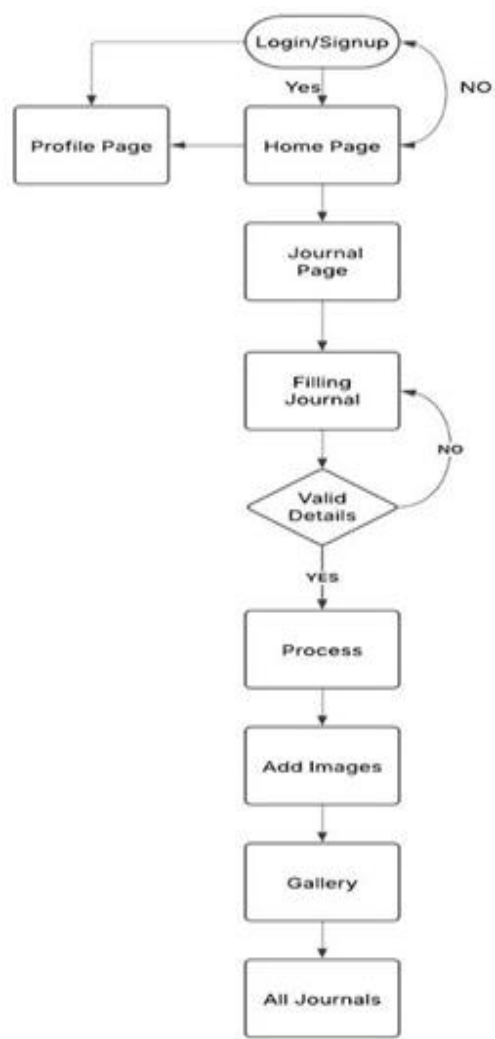 Login/Signup
Yes
NO
Profile Page
Home Page
Journal
Page
Filling
Journal
NO
Valid
Details
YES
Process
Add Images
Gallery
All Journals